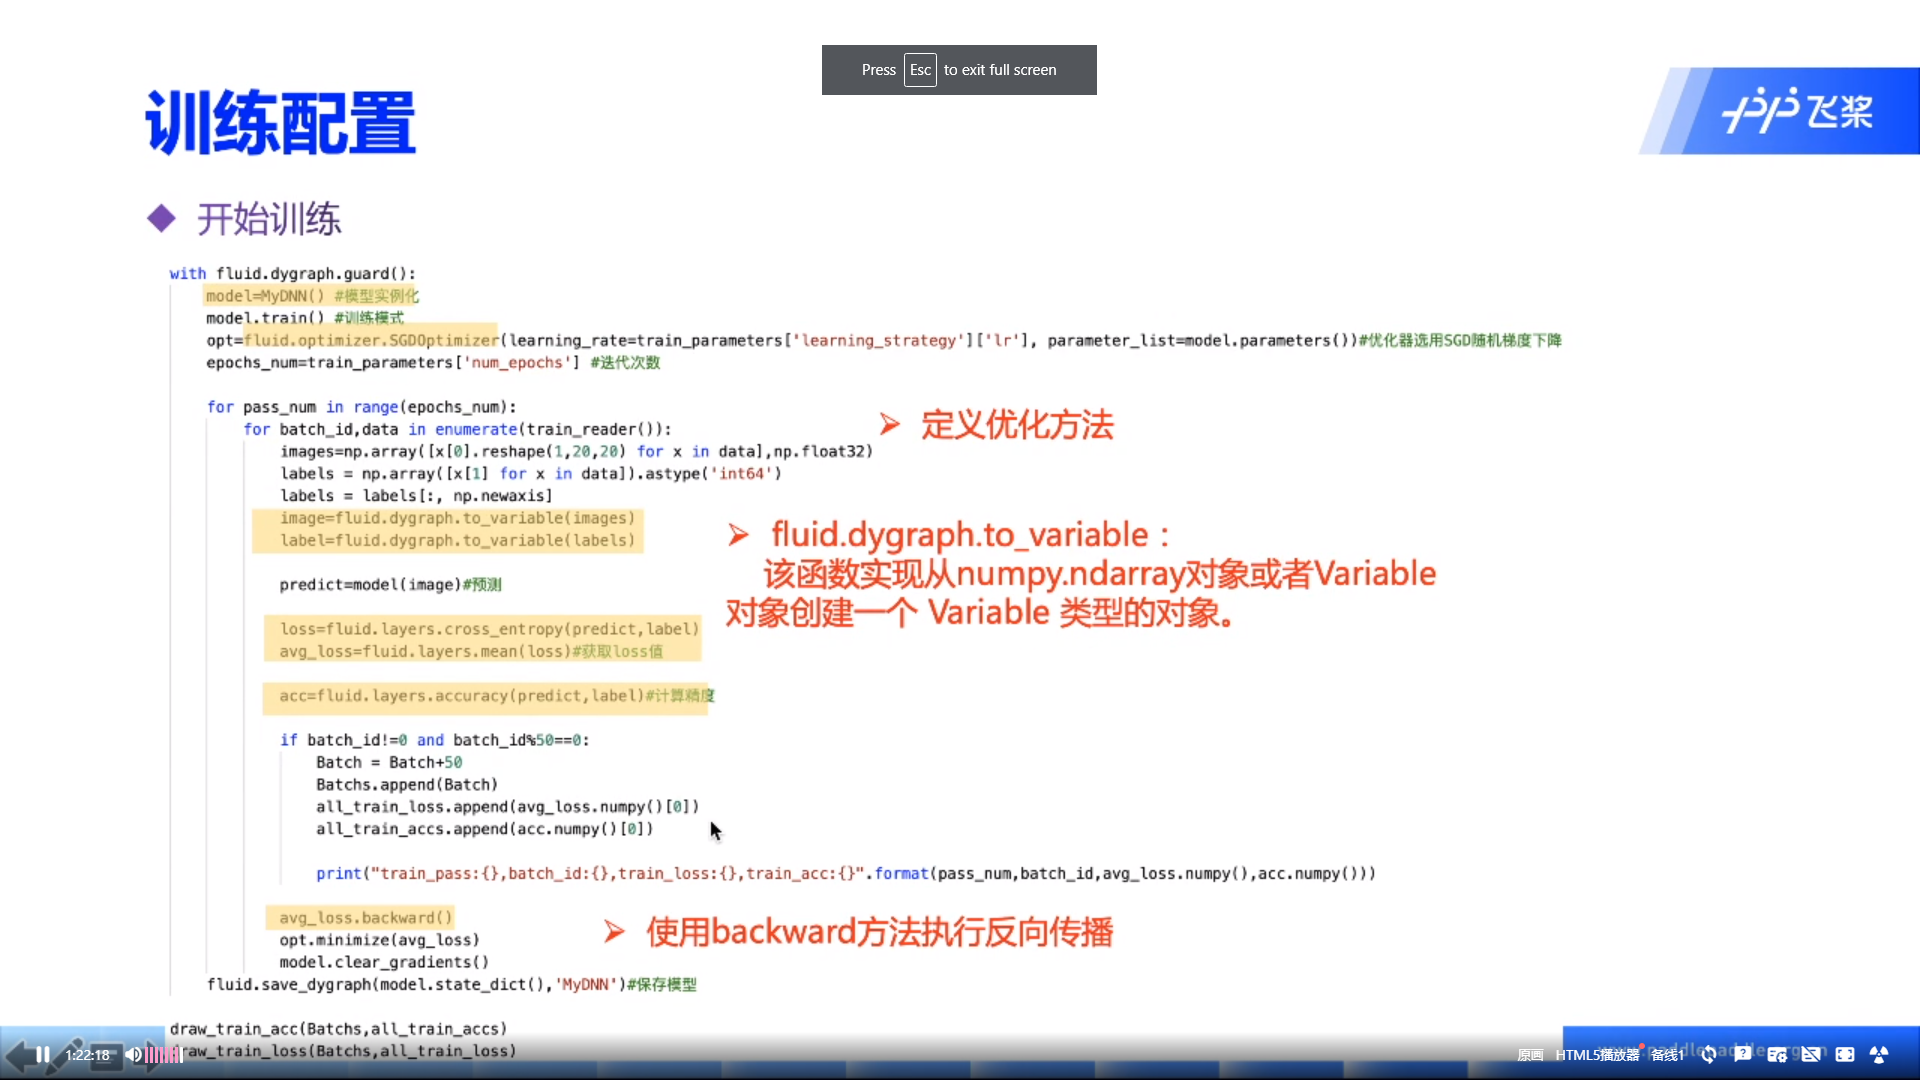 Press Esc to exit full screen
训练配置
飞桨
开始训练
with fluid.dygraph.guard():
model=MyDNN() #模型实例化
model.train() #训练模式
opt=fluid.optimizer.SGDOptimizer(learning_rate=train_parameters['learning_strategy']['lr'], parameter_list=model.parameters())#优化器选用SGD随机梯度下降
epochs_num=train_parameters['num_epochs'] #迭代次数
for pass_num in range(epochs_num):
for batch_id,data in enumerate(train_reader()):
定义优化方法
images=np.array([x[0].reshape(1,20,20) for x in data],np.float32)
labels = np.array([x[1] for x in data]).astype('int64')
labels = labels[:, np.newaxis]
image=fluid.dygraph.to_variable(images)
label=fluid.dygraph.to_variable(labels)
fluid.dygraph.to_variable：
该函数实现从numpy.ndarray对象或者Variable
对象创建一个 Variable 类型的对象。
predict=model(image)#预测
loss=fluid.layers.cross_entropy(predict,label)
avg_loss=fluid.layers.mean(loss)#获取loss值
acc=fluid.layers.accuracy(predict,label)#计算精度
if batch_id!=0 and batch_id%50==0:
Batch = Batch+50
Batchs.append(Batch)
all_train_loss.append(avg_loss.numpy()[0])
all_train_accs.append(acc.numpy()[0])
print("train_pass:{},batch_id:{},train_loss:{},train_acc:{}".format(pass_num,batch_id,avg_loss.numpy(),acc.numpy()))
avg_loss.backward()
使用backward方法执行反向传播
opt.minimize(avg_loss)
model.clear_gradients()
fluid.save_dygraph(model.state_dict(),'MyDNN')#保存模型
draw_train_acc(Batchs,all_train_accs)
draw_train_loss(Batchs,all_train_loss)
1:22:18
原画 HTML5播放器 备线1